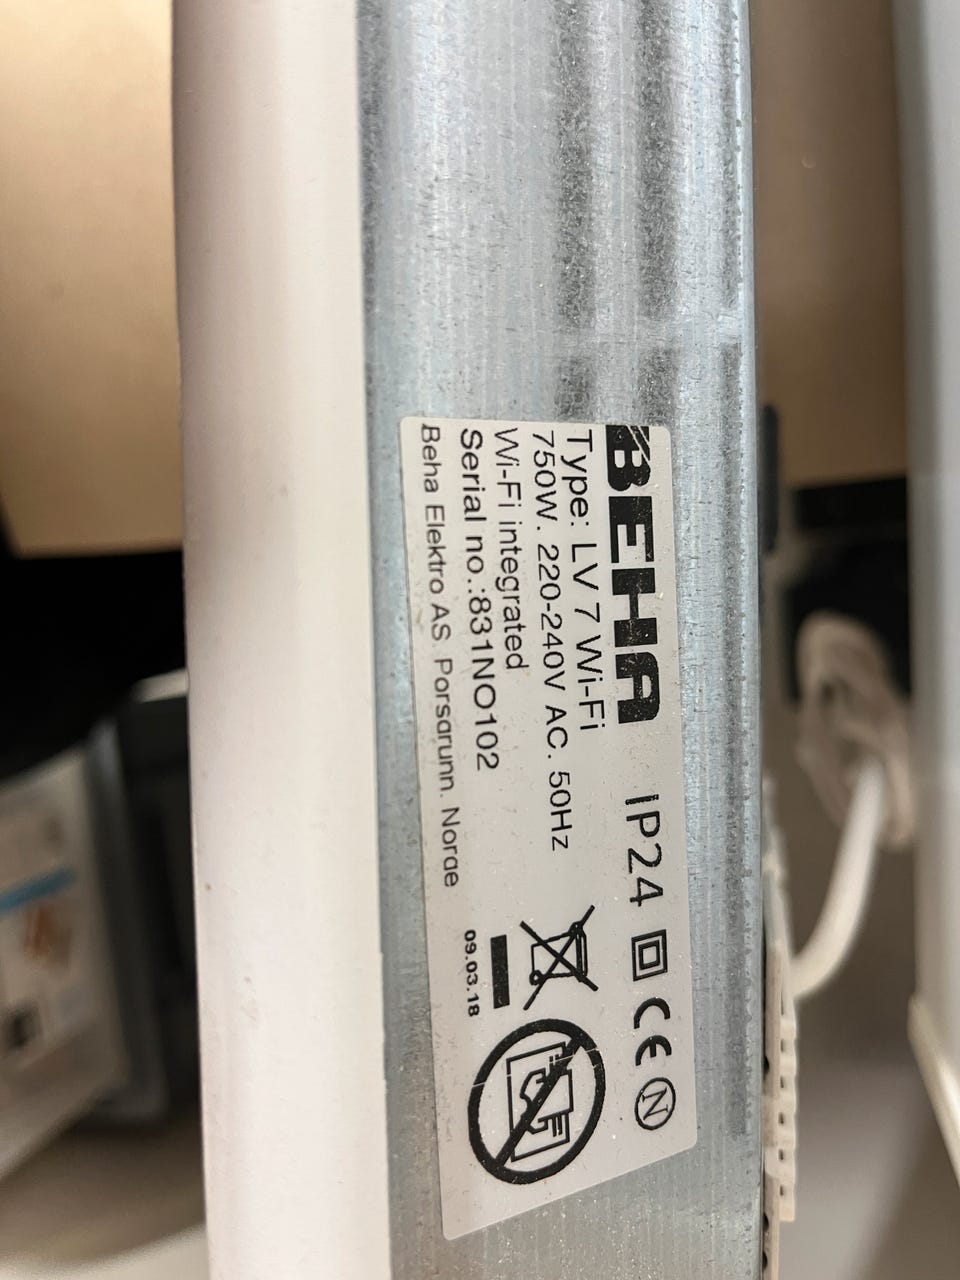 BEHA IP24 CE N
Type: LV 7 Wi-Fi
750W. 220-240V AC. 50Hz
Wi-Fi integrated
Serial no.:831NO102
09.03.18
Beha Elektro AS. Porsgrunn. Norge